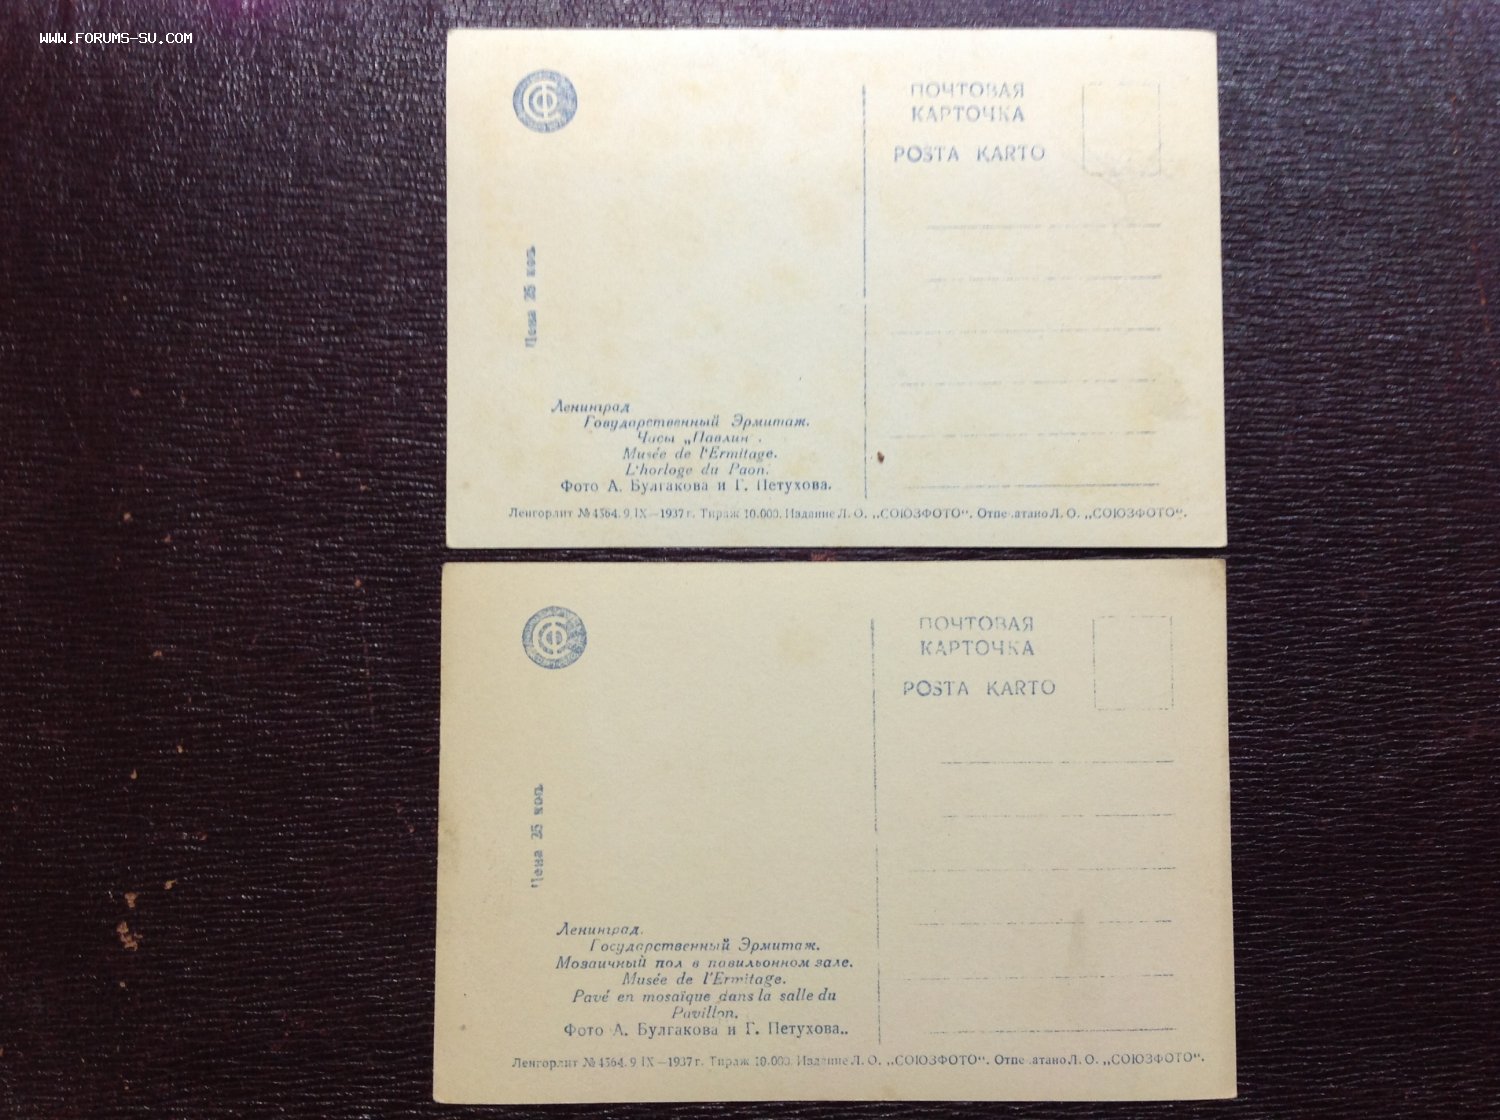 WWW.FORUMS-SU.COM
ПОЧТОВАЯ
КАРТОЧКА
POSTA KARTO
Цена 25 коп.
Ленинград
Государственный Эрмитаж.
Часы „Павлин".
Musée de l'Ermitage.
L'horloge du Paon.
Фото А. Булгакова и Г. Петухова.
Ленгорлит № 4564. 9 IX—1937 г. Тираж 10.000. Издание Л. О. „СОЮЗФОТО“. Отпечатано Л. О. „СОЮЗФОТО“.
ПОЧТОВАЯ
КАРТОЧКА
POSTA KARTO
Цена 25 коп.
Ленинград.
Государственный Эрмитаж.
Мозаичный пол в павильонном зале.
Musée de l'Ermitage.
Pavé en mosaïque dans la salle du
Pavillon.
Фото А. Булгакова и Г. Петухова..
Ленгорлит № 4564. 9 IX—1937 г. Тираж 10.000. Издание Л. О. „СОЮЗФОТО“. Отпечатано Л. О. „СОЮЗФОТО“.